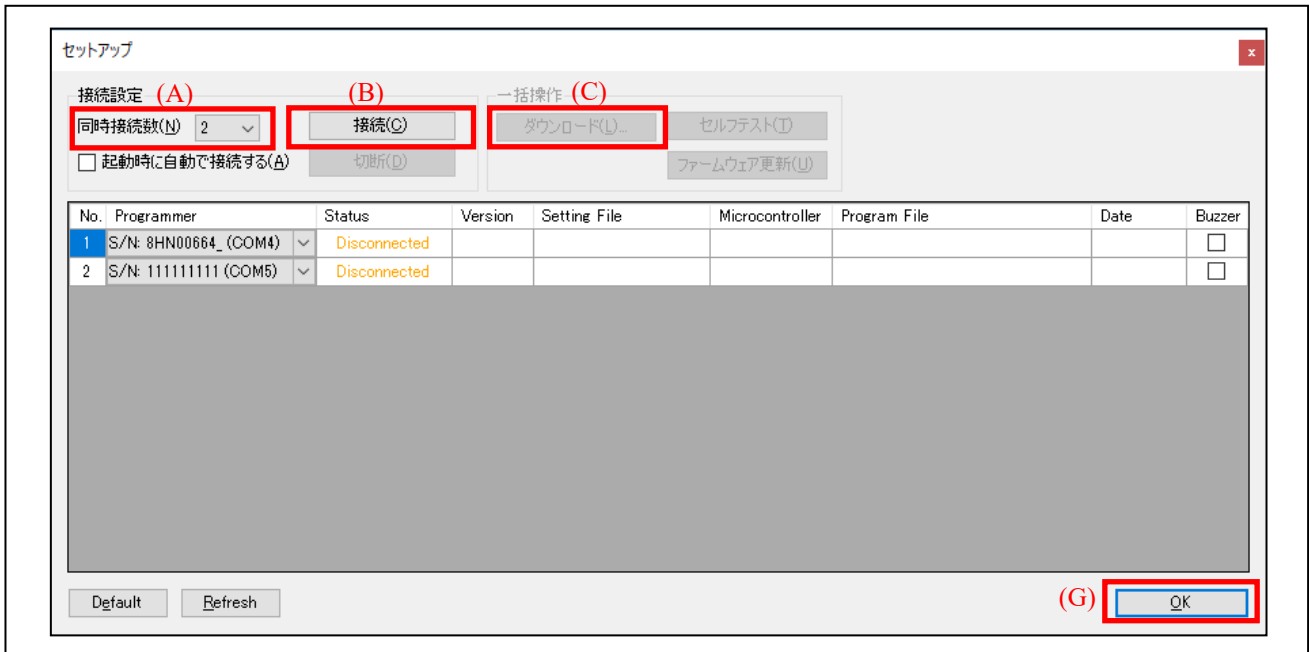 セットアップ
x
接続設定 (A) (B) 一括操作 (C)
同時接続数(N) 2 接続(C) ダウンロード(L)... セルフテスト(T)
起動時に自動で接続する(A) 切断(D) ファームウェア更新(U)
No. Programmer Status Version Setting File Microcontroller Program File Date Buzzer
1 S/N: 8HN00664_ (COM4) Disconnected
2 S/N: 111111111 (COM5) Disconnected
Default Refresh (G) OK